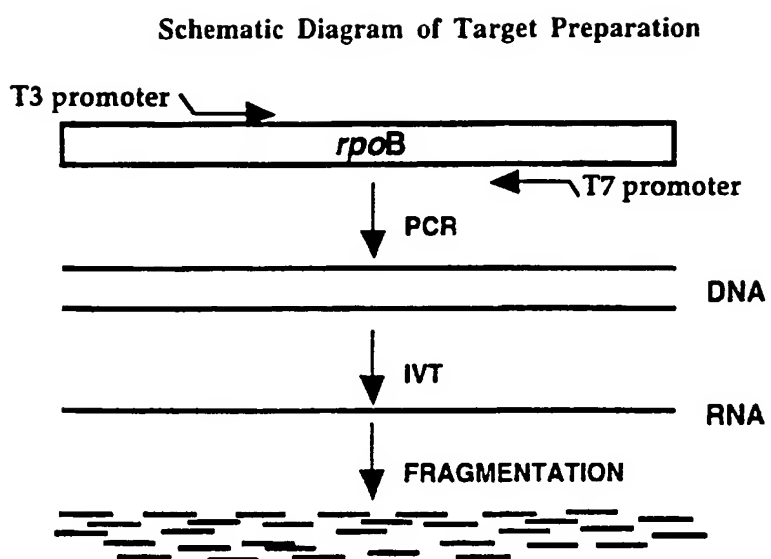 Schematic Diagram of Target Preparation
T3 promoter
rpoB
T7 promoter
PCR
DNA
IVT
RNA
FRAGMENTATION